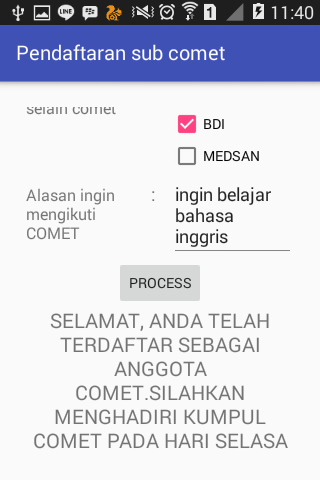 11:40
Pendaftaran sub comet
selain comet
BDI
MEDSAN
Alasan ingin mengikuti COMET : ingin belajar bahasa inggris
PROCESS
SELAMAT, ANDA TELAH
TERDAFTAR SEBAGAI
ANGGOTA
COMET.SILAHKAN
MENGHADIRI KUMPUL
COMET PADA HARI SELASA